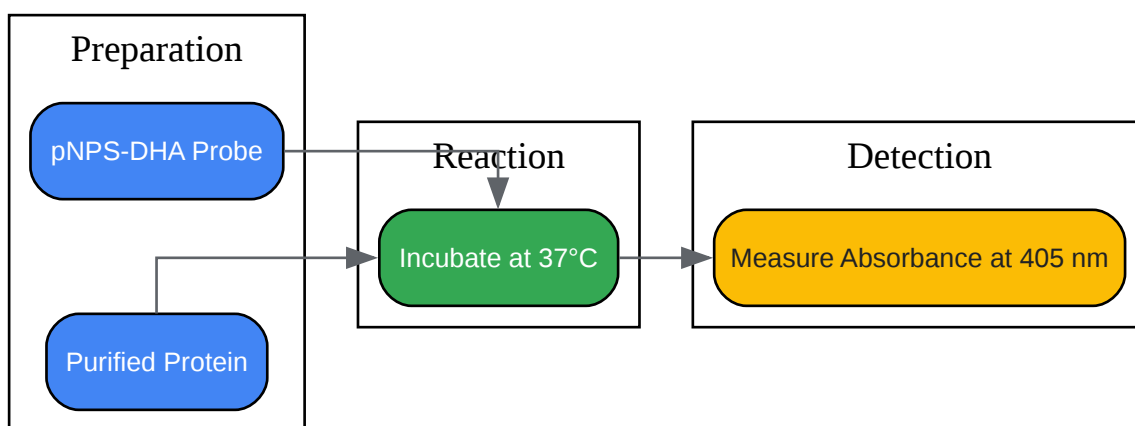 Preparation
pNPS-DHA Probe
Purified Protein
Reaction
Incubate at 37°C
Detection
Measure Absorbance at 405 nm